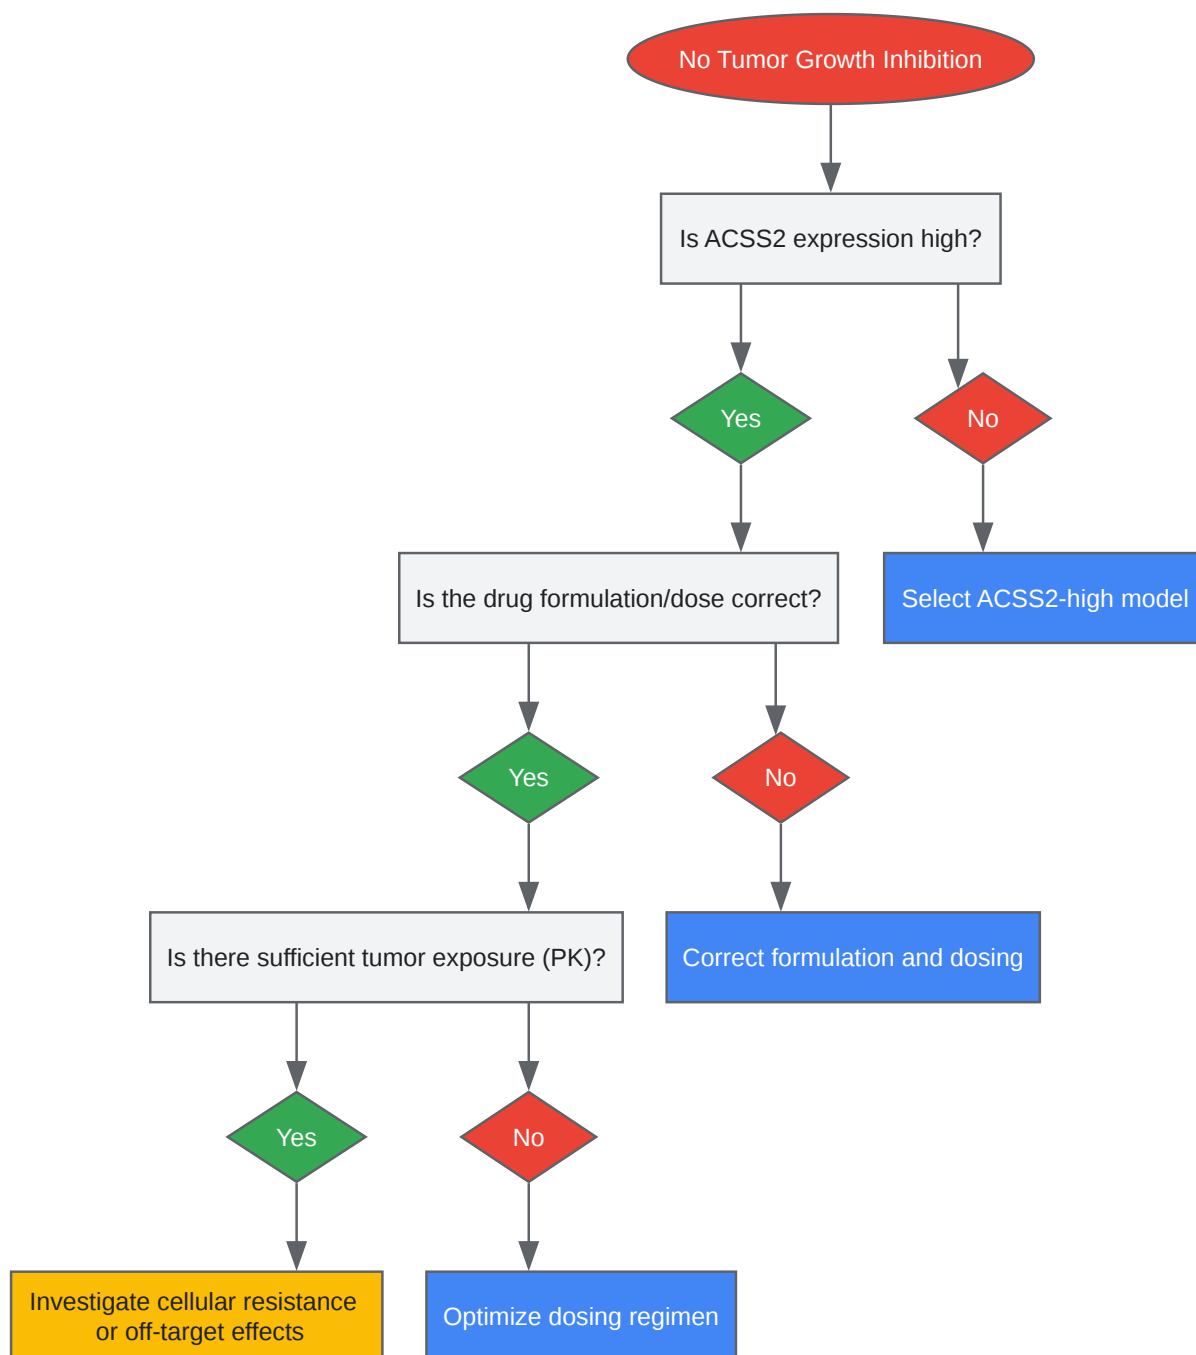 No Tumor Growth Inhibition
Is ACSS2 expression high?
Yes
No
Is the drug formulation/dose correct?
Select ACSS2-high model
Yes
No
Is there sufficient tumor exposure (PK)?
Correct formulation and dosing
Yes
No
Investigate cellular resistance
or off-target effects
Optimize dosing regimen